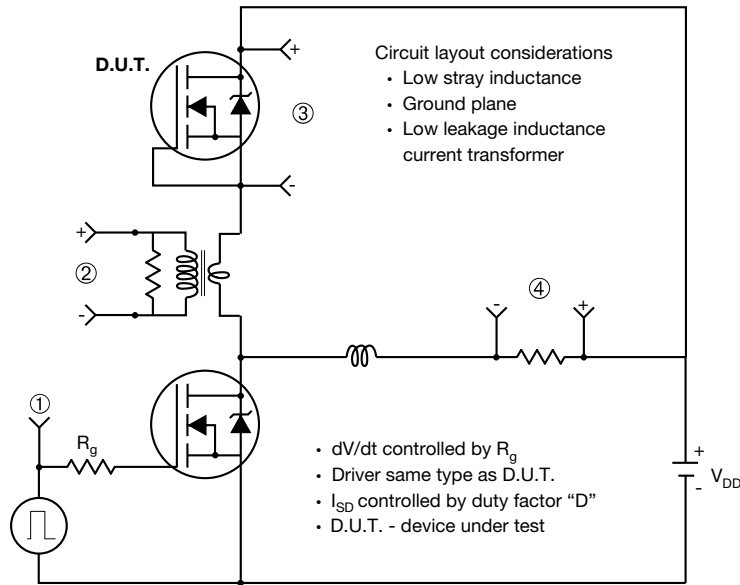 +
D.U.T.
Circuit layout considerations
• Low stray inductance
• Ground plane
• Low leakage inductance
current transformer
③
-
+
②
-
④
-
+
①
R_g
• dV/dt controlled by R_g
• Driver same type as D.U.T.
• I_SD controlled by duty factor “D”
• D.U.T. - device under test
+
-
V_DD